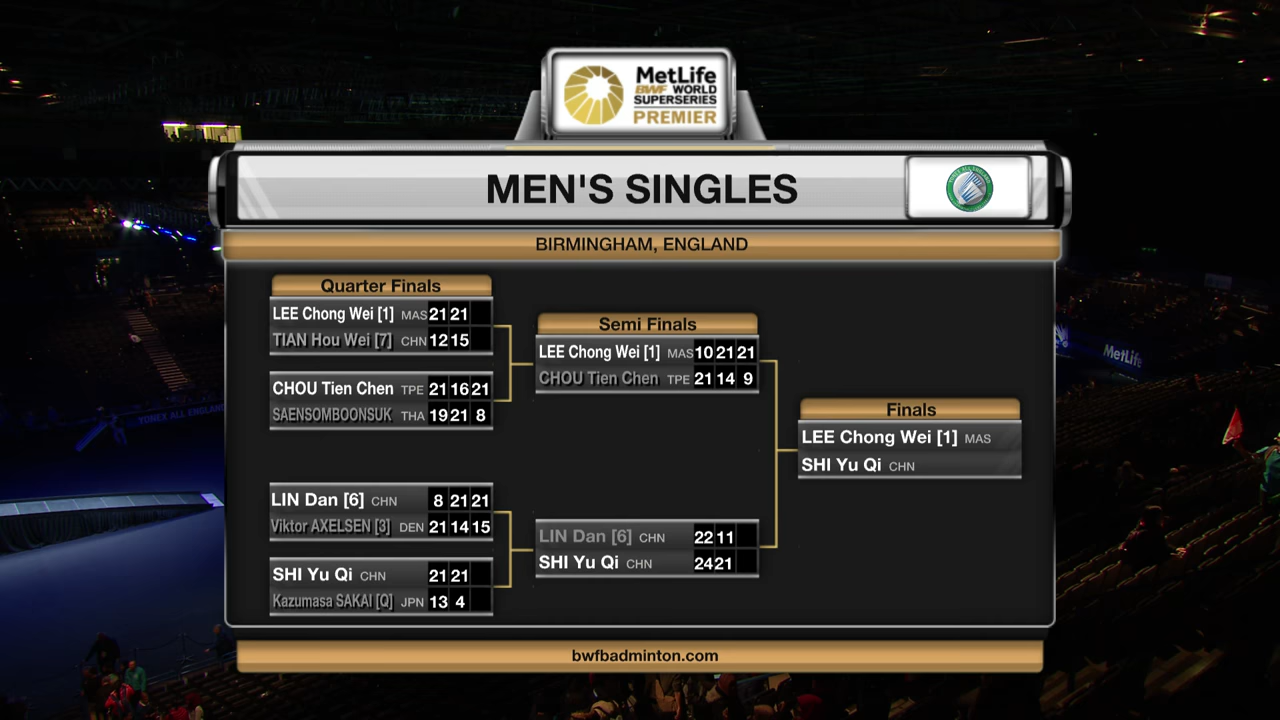 MetLife
BWF WORLD
SUPERSERIES
PREMIER
MEN'S SINGLES
BIRMINGHAM, ENGLAND
Quarter Finals
LEE Chong Wei [1] MAS 21 21
TIAN Hou Wei [7] CHN 12 15
CHOU Tien Chen TPE 21 16 21
SAENSOMBOONSUK THA 19 21 8
LIN Dan [6] CHN 8 21 21
Viktor AXELSEN [3] DEN 21 14 15
SHI Yu Qi CHN 21 21
Kazumasa SAKAI [Q] JPN 13 4
Semi Finals
LEE Chong Wei [1] MAS 10 21 21
CHOU Tien Chen TPE 21 14 9
LIN Dan [6] CHN 22 11
SHI Yu Qi CHN 24 21
Finals
LEE Chong Wei [1] MAS
SHI Yu Qi CHN
MetLife
YONEX ALL ENGLAND
bwfbadminton.com